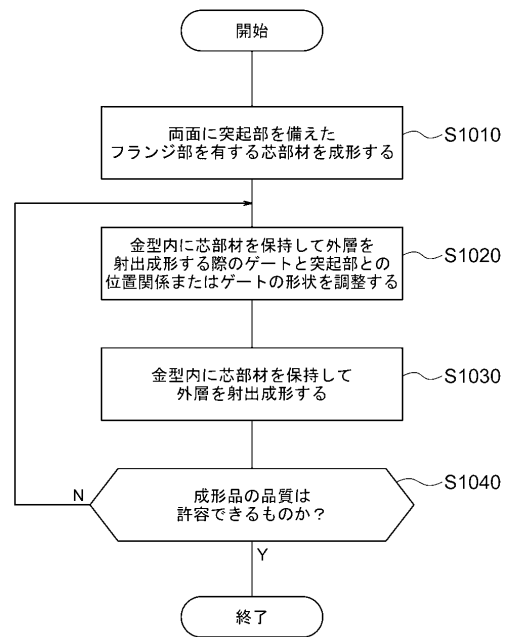 開始
両面に突起部を備えた
フランジ部を有する芯部材を成形する
S1010
金型内に芯部材を保持して外層を
射出成形する際のゲートと突起部との
位置関係またはゲートの形状を調整する
S1020
金型内に芯部材を保持して
外層を射出成形する
S1030
成形品の品質は
許容できるものか？
S1040
N
Y
終了